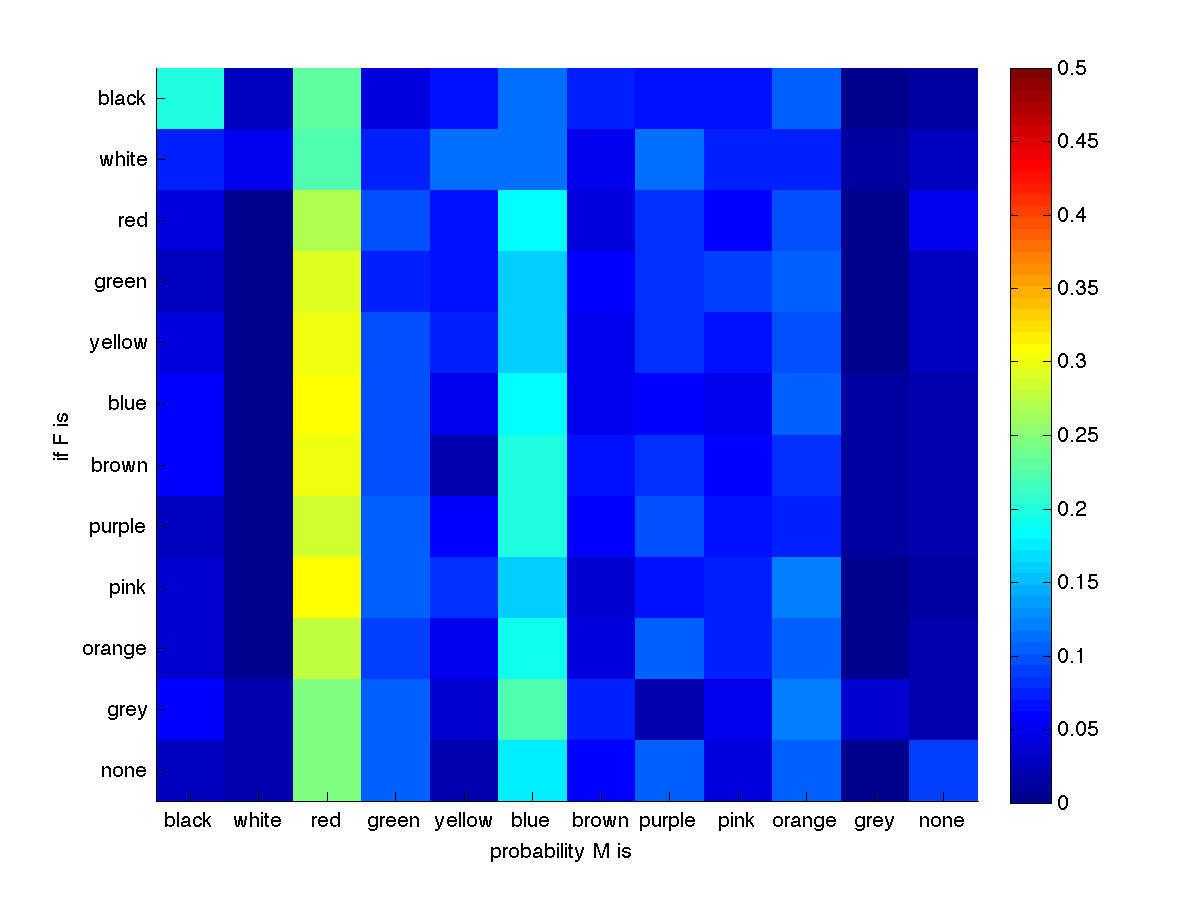 black
white
red
green
yellow
blue
brown
purple
pink
orange
grey
none
if F is
black white red green yellow blue brown purple pink orange grey none
probability M is
0.5
0.45
0.4
0.35
0.3
0.25
0.2
0.15
0.1
0.05
0